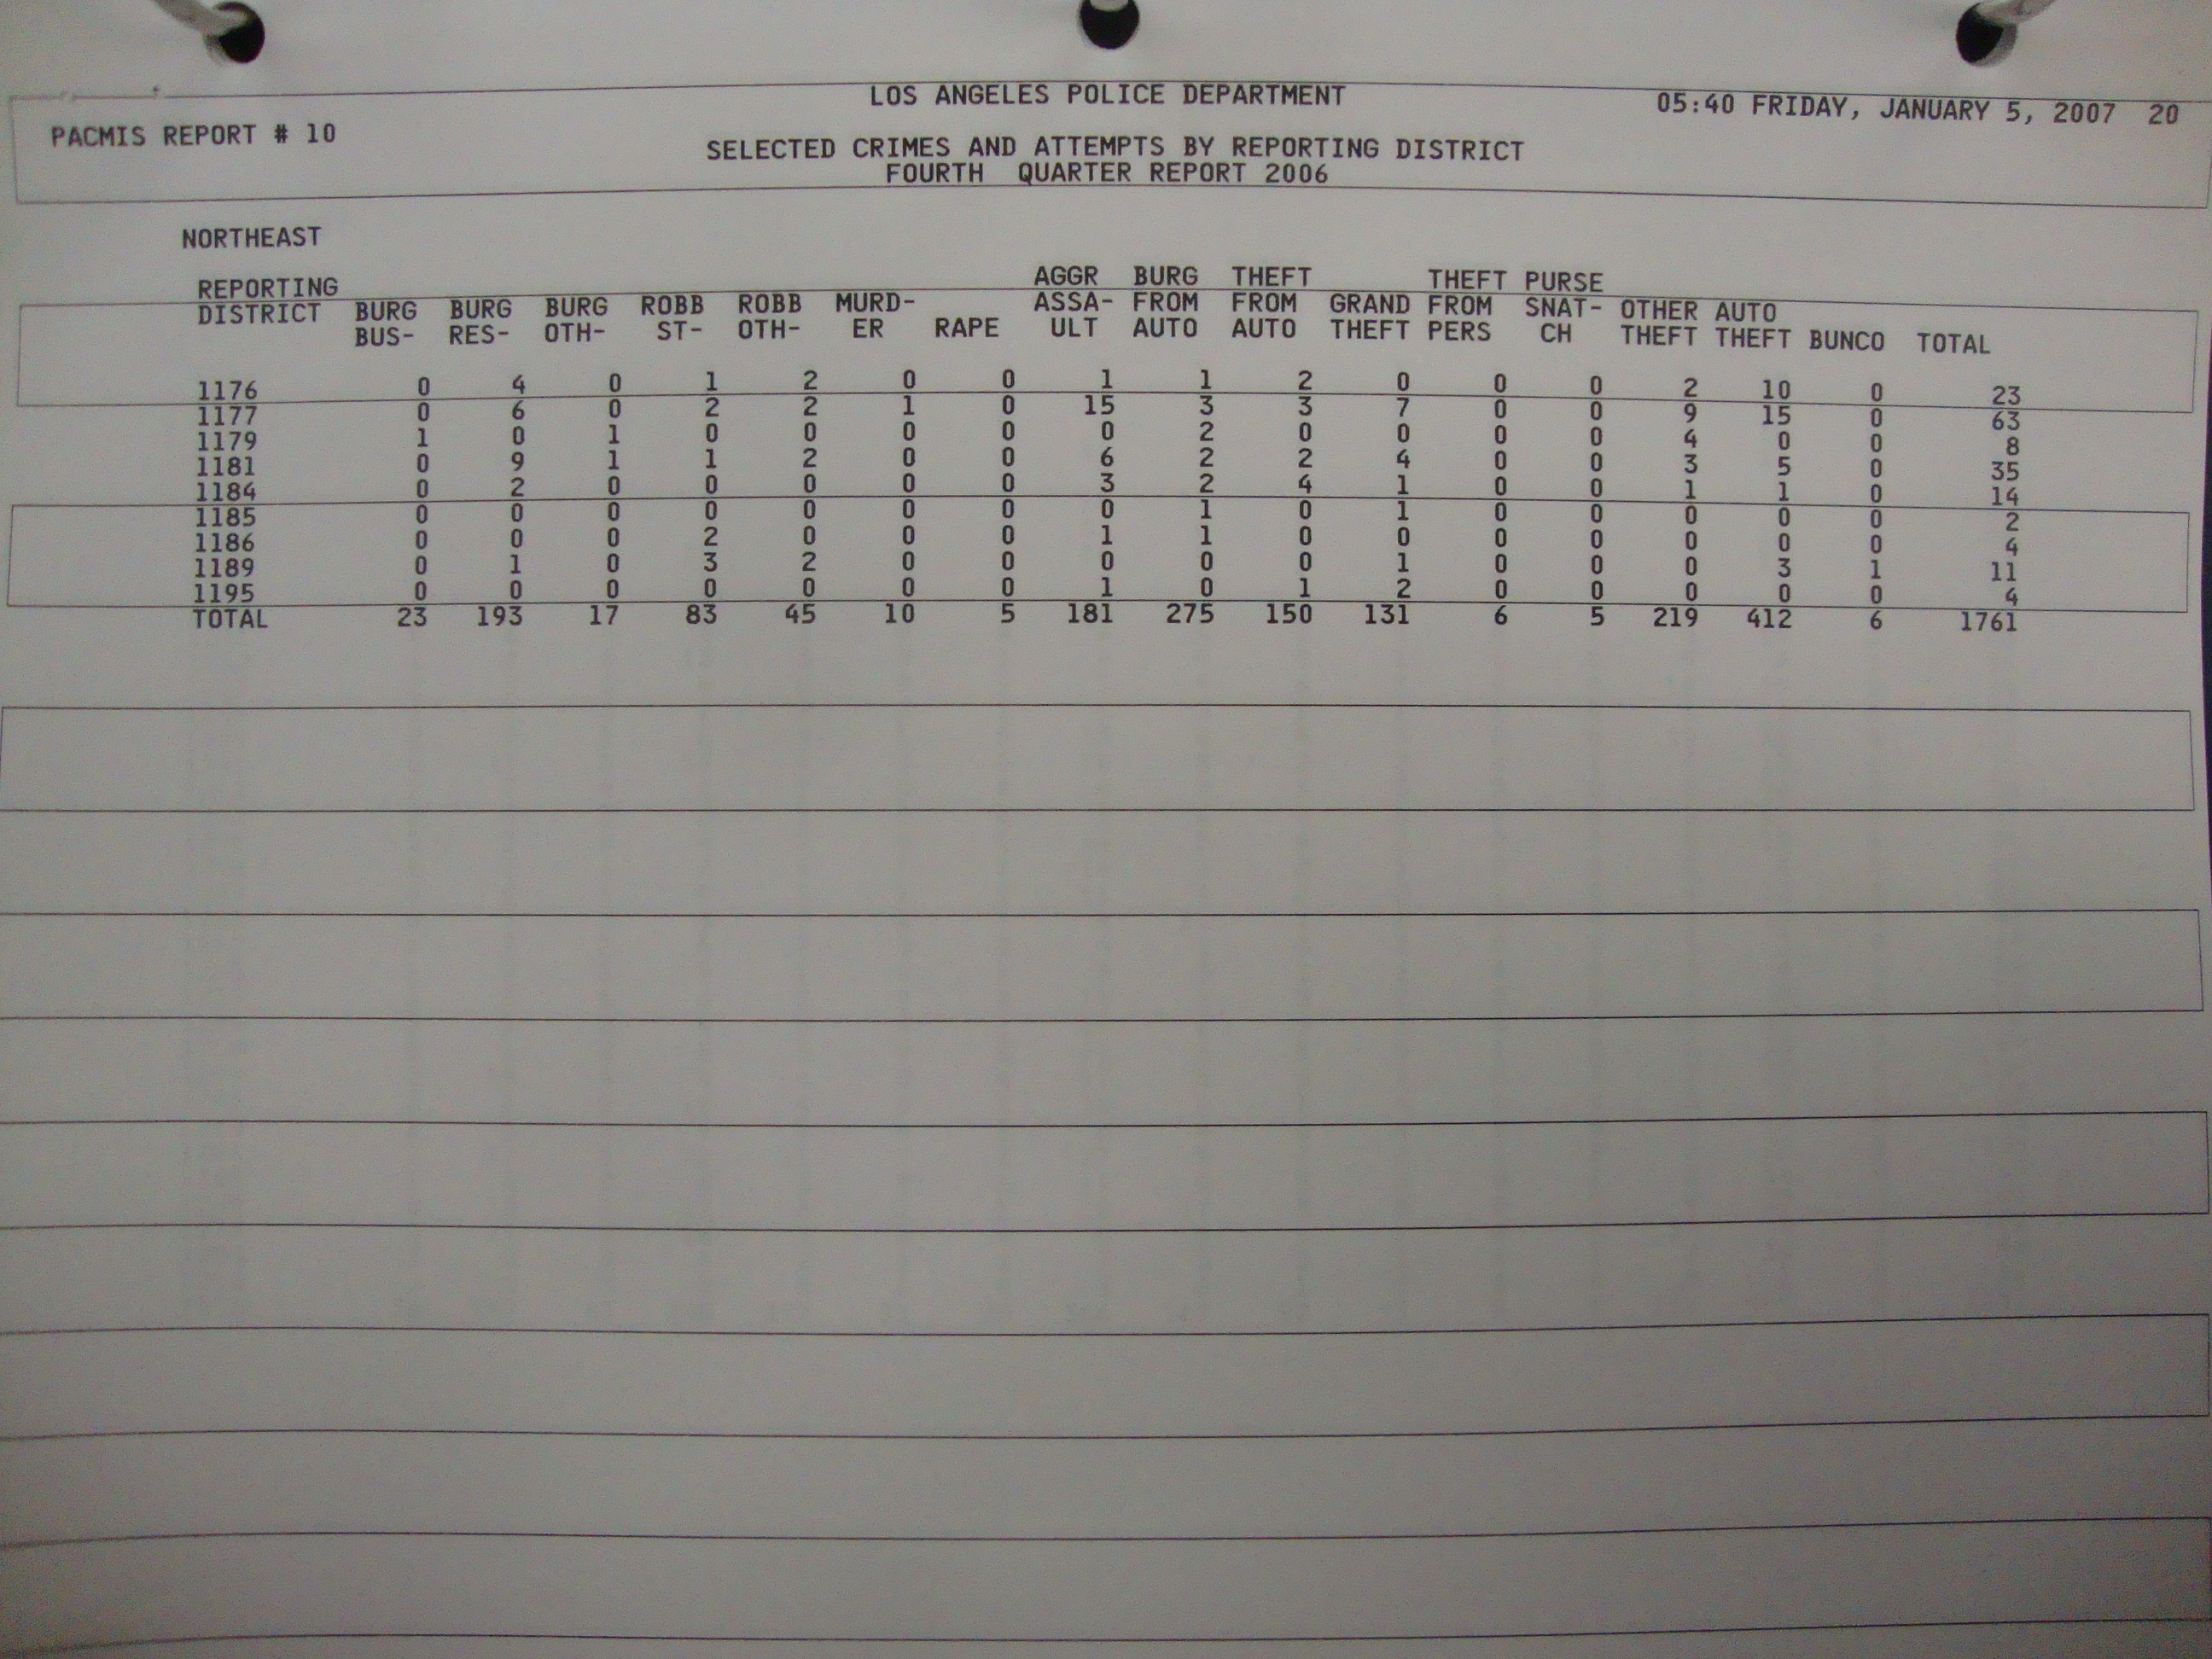 LOS ANGELES POLICE DEPARTMENT 05:40 FRIDAY, JANUARY 5, 2007 20
PACMIS REPORT # 10
SELECTED CRIMES AND ATTEMPTS BY REPORTING DISTRICT
FOURTH QUARTER REPORT 2006
NORTHEAST
AGGR BURG THEFT THEFT PURSE
REPORTING BURG BURG BURG ROBB ROBB MURD- ASSA- FROM FROM GRAND FROM SNAT- OTHER AUTO
DISTRICT BUS- RES- OTH- ST- OTH- ER RAPE ULT AUTO AUTO THEFT PERS CH THEFT THEFT BUNCO TOTAL
1176 0 4 0 1 2 0 0 1 1 2 0 0 0 2 10 0 23
1177 0 6 0 2 2 1 0 15 3 3 7 0 0 9 15 0 63
1179 1 0 1 0 0 0 0 0 2 0 0 0 0 4 0 0 8
1181 0 9 1 1 2 0 0 6 2 2 4 0 0 3 5 0 35
1184 0 2 0 0 0 0 0 3 2 4 1 0 0 1 1 0 14
1185 0 0 0 0 0 0 0 0 1 0 1 0 0 0 0 0 2
1186 0 0 0 2 0 0 0 1 1 0 0 0 0 0 0 0 4
1189 0 1 0 3 2 0 0 0 0 0 1 0 0 0 3 1 11
1195 0 0 0 0 0 0 0 1 0 1 2 0 0 0 0 0 4
TOTAL 23 193 17 83 45 10 5 181 275 150 131 6 5 219 412 6 1761